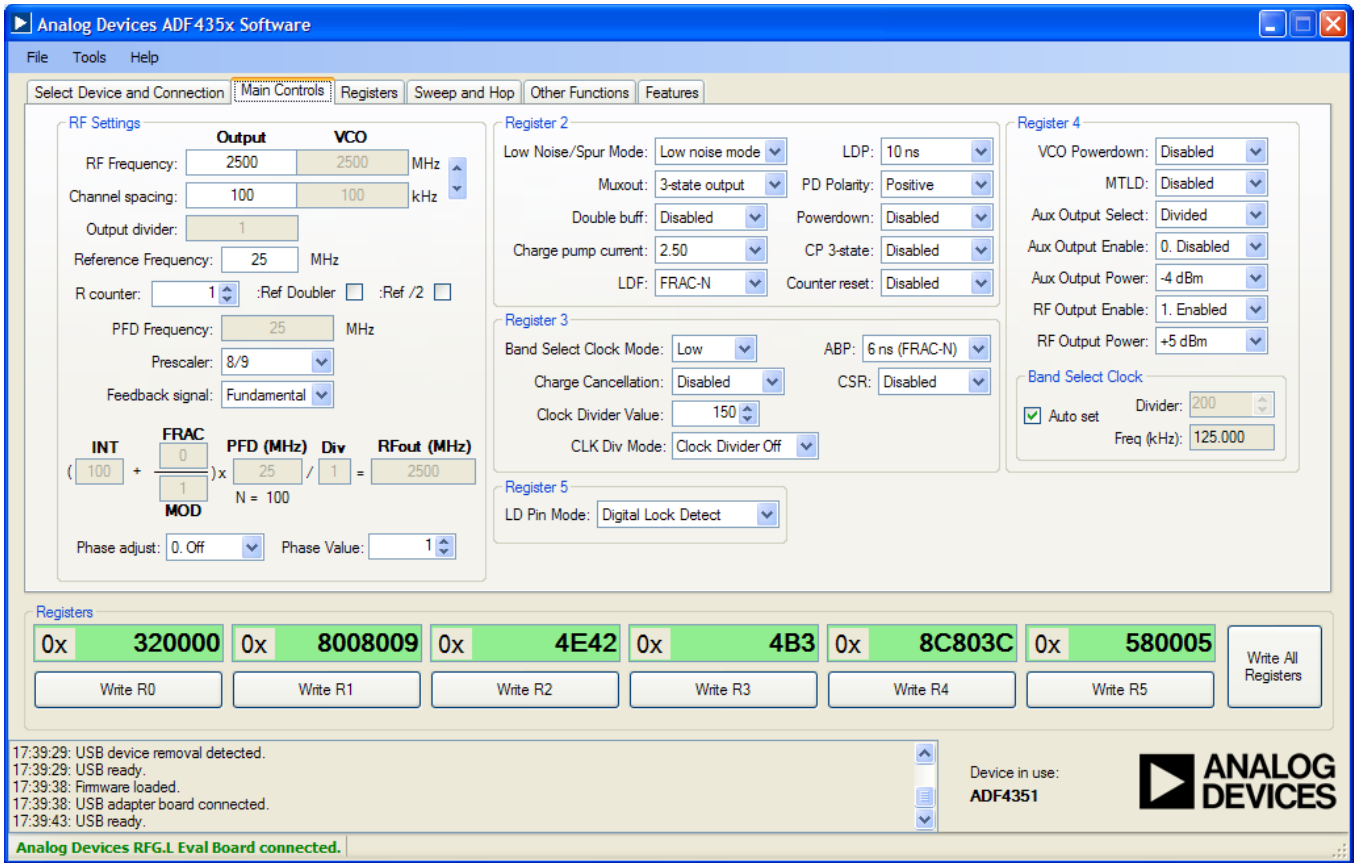 Analog Devices ADF435x Software
File Tools Help
Select Device and Connection Main Controls Registers Sweep and Hop Other Functions Features
RF Settings
Output VCO
RF Frequency: 2500 2500 MHz
Channel spacing: 100 100 kHz
Output divider: 1
Reference Frequency: 25 MHz
R counter: 1 :Ref Doubler :Ref /2
PFD Frequency: 25 MHz
Prescaler: 8/9
Feedback signal: Fundamental
INT FRAC PFD (MHz) Div RFout (MHz)
( 100 + 0 ) x 25 / 1 = 2500
1
MOD N = 100
Phase adjust: 0. Off Phase Value: 1
Register 2
Low Noise/Spur Mode: Low noise mode LDP: 10 ns
Muxout: 3-state output PD Polarity: Positive
Double buff: Disabled Powerdown: Disabled
Charge pump current: 2.50 CP 3-state: Disabled
LDF: FRAC-N Counter reset: Disabled
Register 3
Band Select Clock Mode: Low ABP: 6 ns (FRAC-N)
Charge Cancellation: Disabled CSR: Disabled
Clock Divider Value: 150
CLK Div Mode: Clock Divider Off
Register 5
LD Pin Mode: Digital Lock Detect
Register 4
VCO Powerdown: Disabled
MTLD: Disabled
Aux Output Select: Divided
Aux Output Enable: 0. Disabled
Aux Output Power: -4 dBm
RF Output Enable: 1. Enabled
RF Output Power: +5 dBm
Band Select Clock
Auto set Divider: 200
Freq (kHz): 125.000
Registers
0x 320000 0x 8008009 0x 4E42 0x 4B3 0x 8C803C 0x 580005
Write R0 Write R1 Write R2 Write R3 Write R4 Write R5 Write All Registers
17:39:29: USB device removal detected.
17:39:29: USB ready.
17:39:38: Firmware loaded.
17:39:38: USB adapter board connected.
17:39:43: USB ready.
Device in use:
ADF4351
ANALOG
DEVICES
Analog Devices RFG.L Eval Board connected.